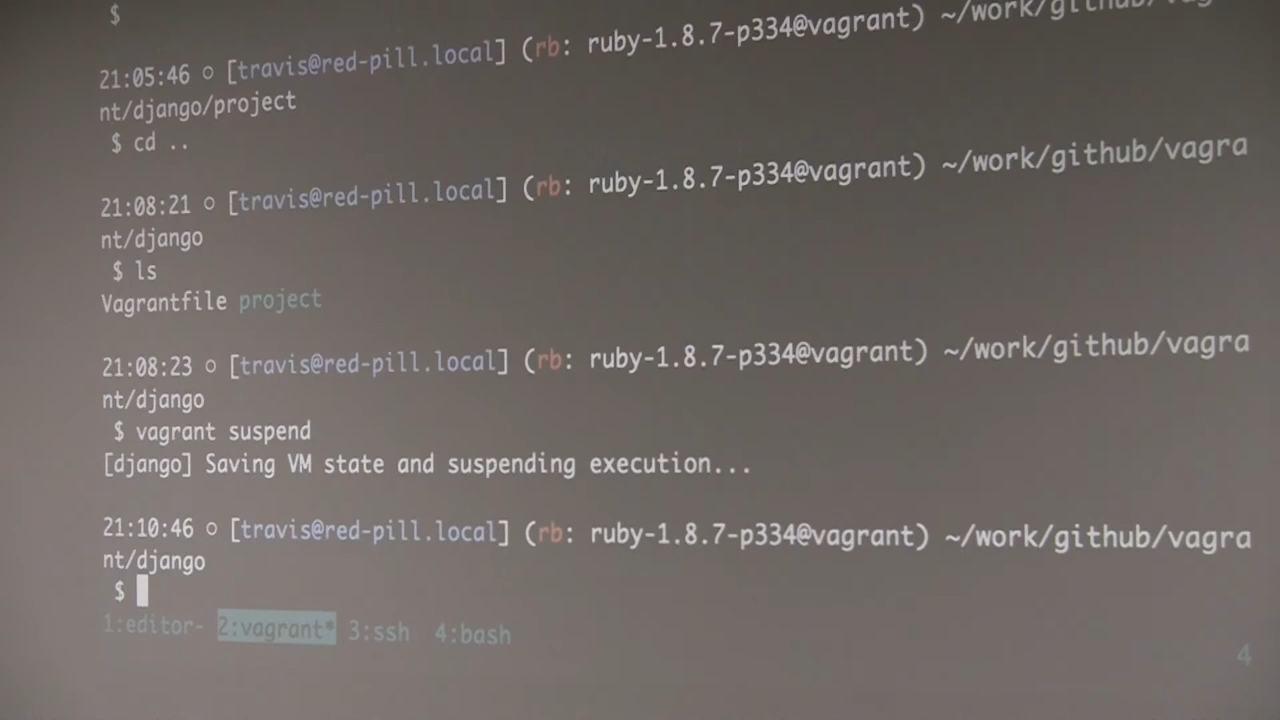 $
21:05:46 ○ [travis@red-pill.local] (rb: ruby-1.8.7-p334@vagrant) ~/work/github/vag
nt/django/project
$ cd ..
21:08:21 ○ [travis@red-pill.local] (rb: ruby-1.8.7-p334@vagrant) ~/work/github/vagra
nt/django
$ ls
Vagrantfile project
21:08:23 ○ [travis@red-pill.local] (rb: ruby-1.8.7-p334@vagrant) ~/work/github/vagra
nt/django
$ vagrant suspend
[django] Saving VM state and suspending execution...
21:10:46 ○ [travis@red-pill.local] (rb: ruby-1.8.7-p334@vagrant) ~/work/github/vagra
nt/django
$
1:editor- 2:vagrant* 3:ssh 4:bash
4